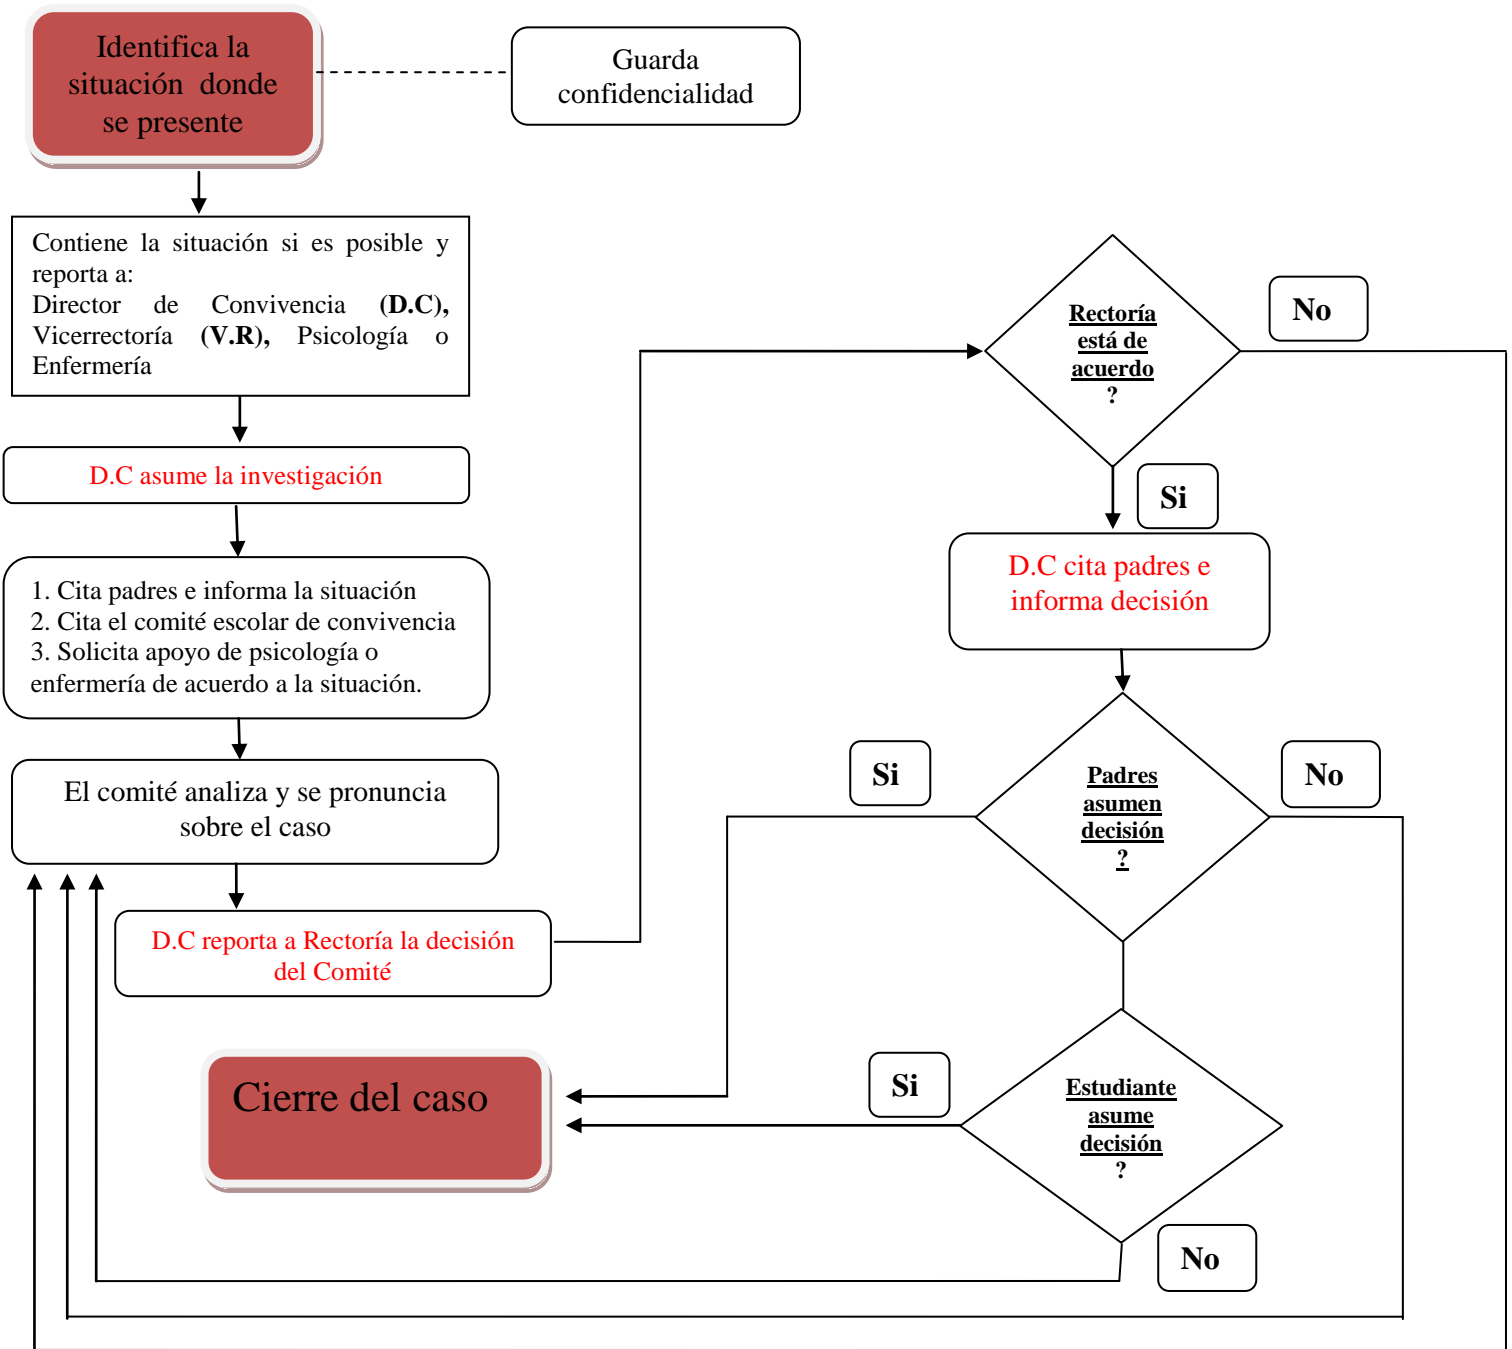 Identifica la
situación donde
se presente
Guarda
confidencialidad
Contiene la situación si es posible y
reporta a:
Director de Convivencia (D.C),
Vicerrectoría (V.R), Psicología o
Enfermería
D.C asume la investigación
1. Cita padres e informa la situación
2. Cita el comité escolar de convivencia
3. Solicita apoyo de psicología o
enfermería de acuerdo a la situación.
El comité analiza y se pronuncia
sobre el caso
D.C reporta a Rectoría la decisión
del Comité
Rectoría
está de
acuerdo
?
No
Si
D.C cita padres e
informa decisión
Si
Padres
asumen
decisión
?
No
Cierre del caso
Si
Estudiante
asume
decisión
?
No